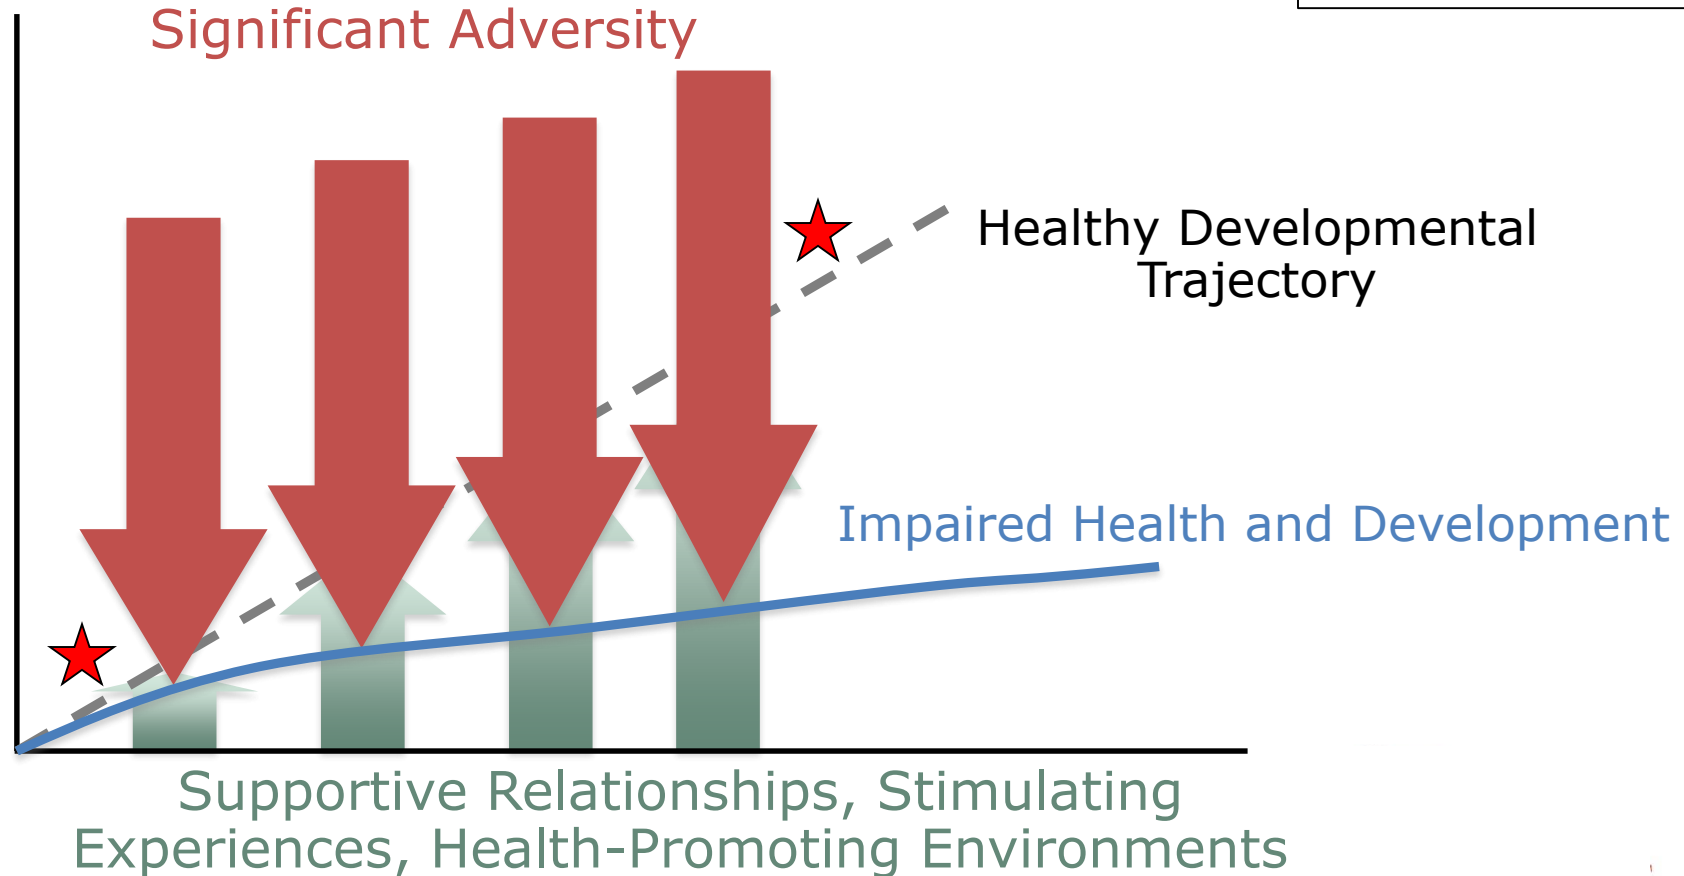 Significant Adversity
Healthy Developmental
Trajectory
Impaired Health and Development
Supportive Relationships, Stimulating
Experiences, Health-Promoting Environments